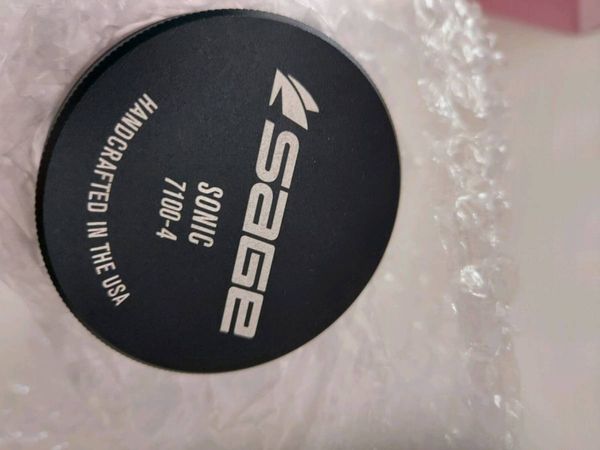 SAGE
SONIC
7100-4
HANDCRAFTED IN THE USA